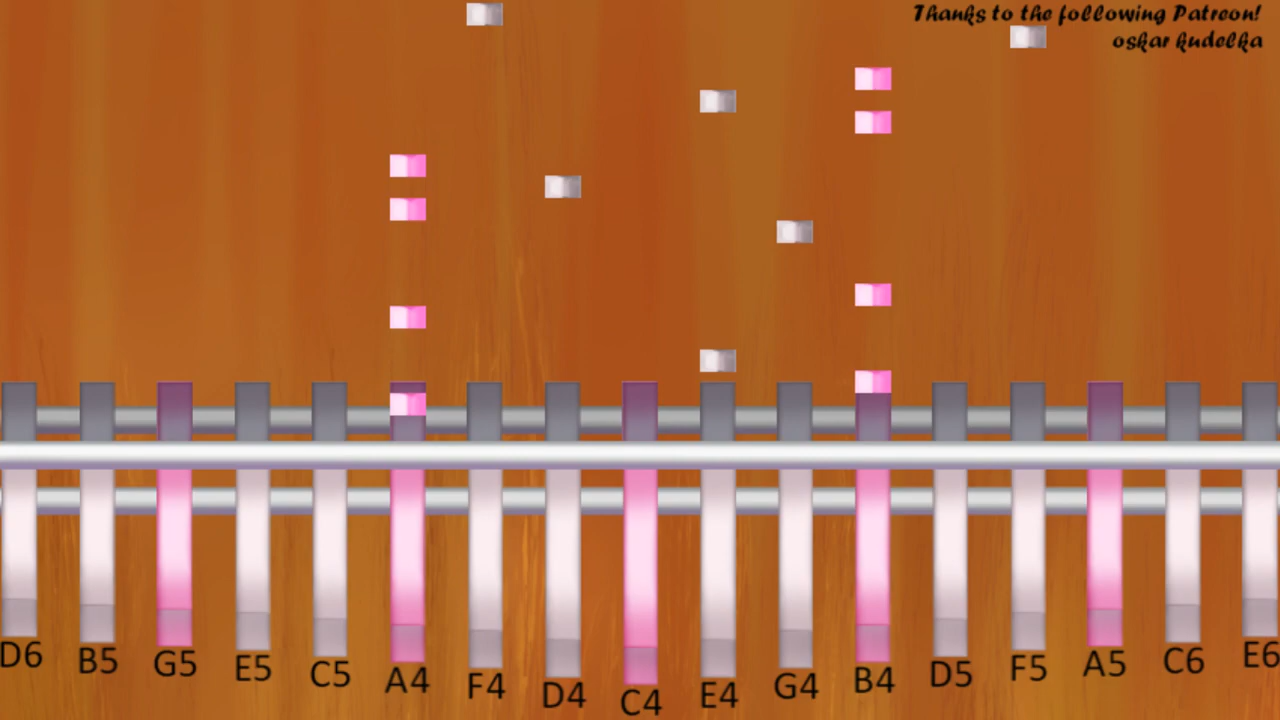 Thanks to the following Patreon!
oskar kudelka
D6 B5 G5 E5 C5 A4 F4 D4 C4 E4 G4 B4 D5 F5 A5 C6 E6